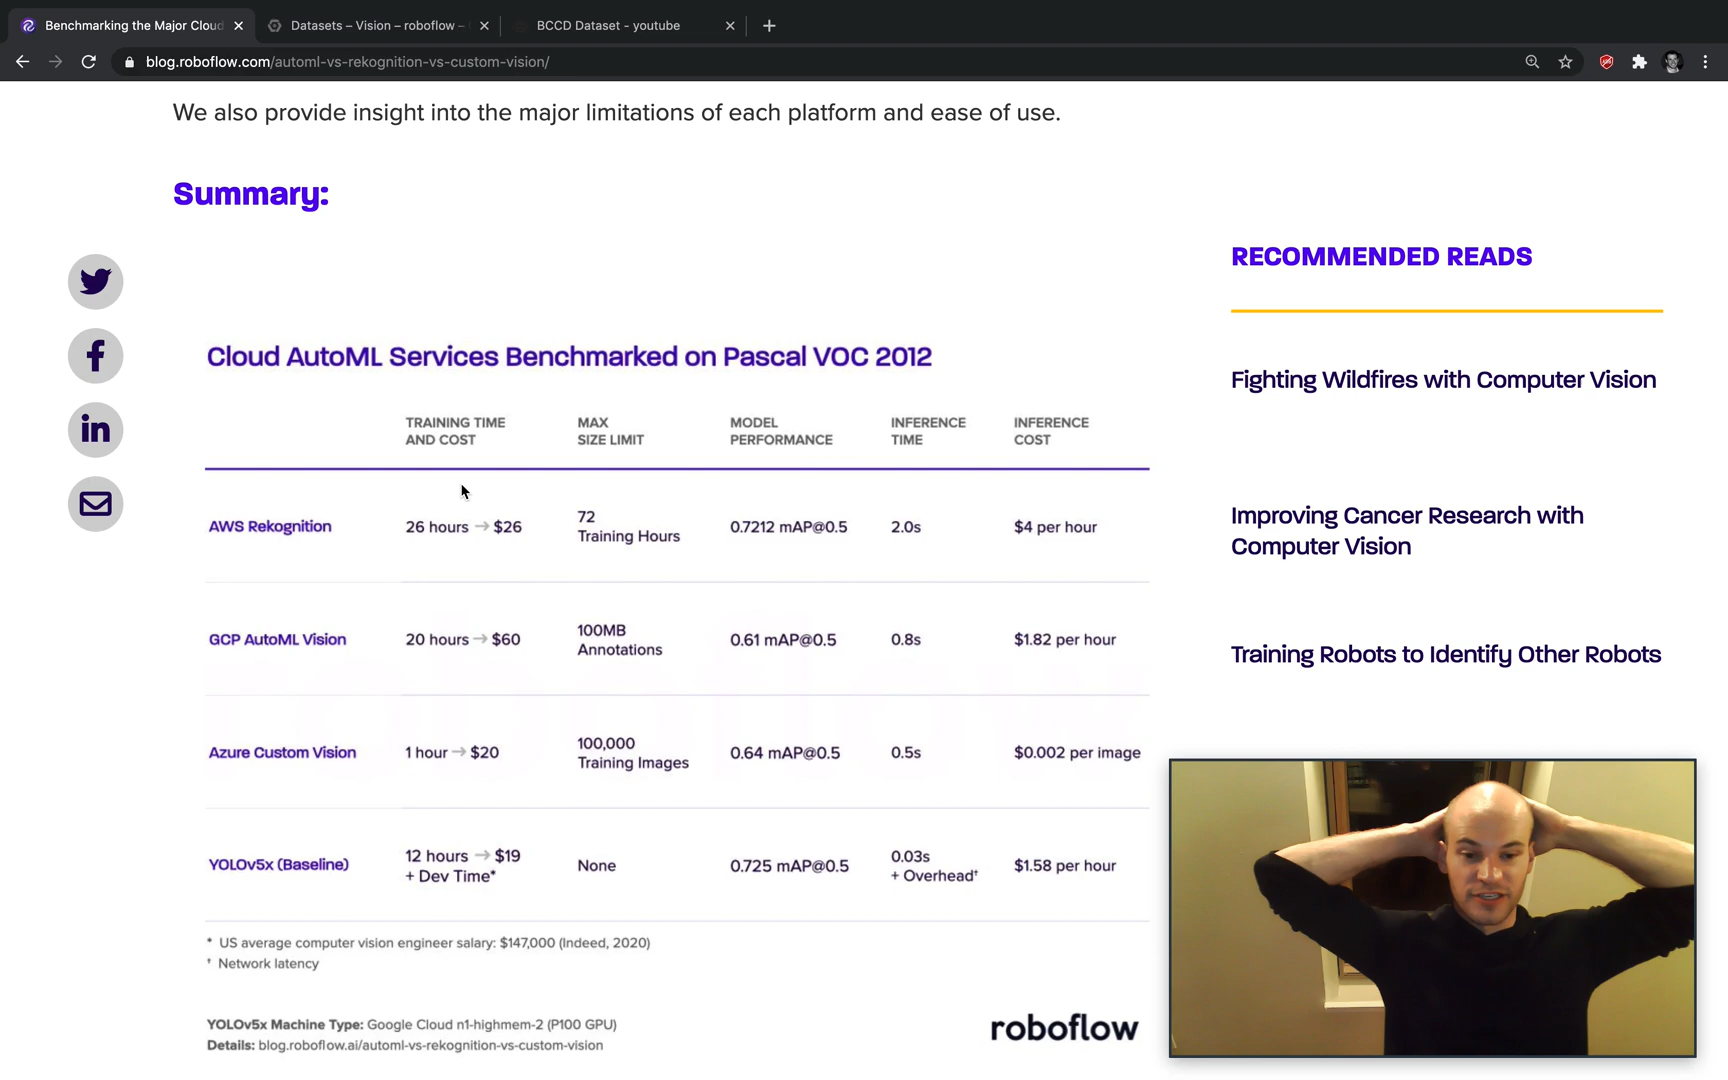 Benchmarking the Major Cloud
Datasets – Vision – roboflow –
BCCD Dataset - youtube
blog.roboflow.com/automl-vs-rekognition-vs-custom-vision/
We also provide insight into the major limitations of each platform and ease of use.
Summary:
RECOMMENDED READS
Fighting Wildfires with Computer Vision
Improving Cancer Research with
Computer Vision
Training Robots to Identify Other Robots
Cloud AutoML Services Benchmarked on Pascal VOC 2012
TRAINING TIME AND COST
MAX SIZE LIMIT
MODEL PERFORMANCE
INFERENCE TIME
INFERENCE COST
AWS Rekognition
26 hours → $26
72
Training Hours
0.7212 mAP@0.5
2.0s
$4 per hour
GCP AutoML Vision
20 hours → $60
100MB
Annotations
0.61 mAP@0.5
0.8s
$1.82 per hour
Azure Custom Vision
1 hour → $20
100,000
Training Images
0.64 mAP@0.5
0.5s
$0.002 per image
YOLOv5x (Baseline)
12 hours → $19
+ Dev Time*
None
0.725 mAP@0.5
0.03s
+ Overhead†
$1.58 per hour
* US average computer vision engineer salary: $147,000 (Indeed, 2020)
† Network latency
YOLOv5x Machine Type: Google Cloud n1-highmem-2 (P100 GPU)
Details: blog.roboflow.ai/automl-vs-rekognition-vs-custom-vision
roboflow